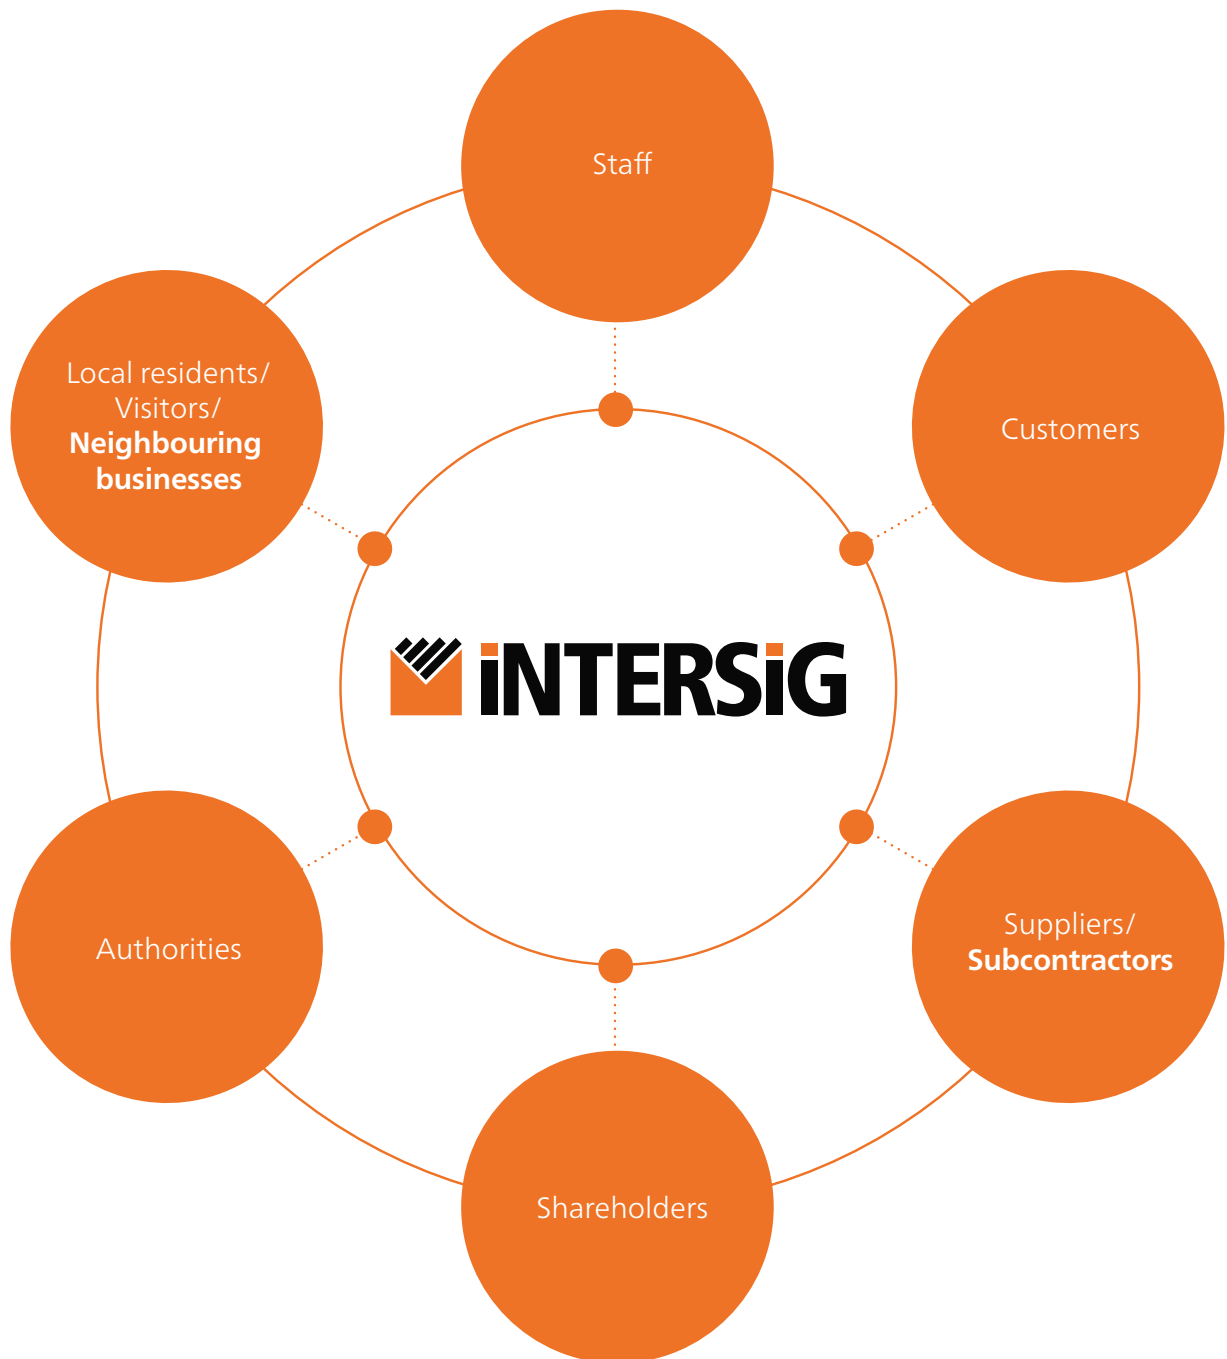 Staff
Local residents/
Visitors/
Neighbouring
businesses
Customers
iNTERSiG
Authorities
Suppliers/
Subcontractors
Shareholders